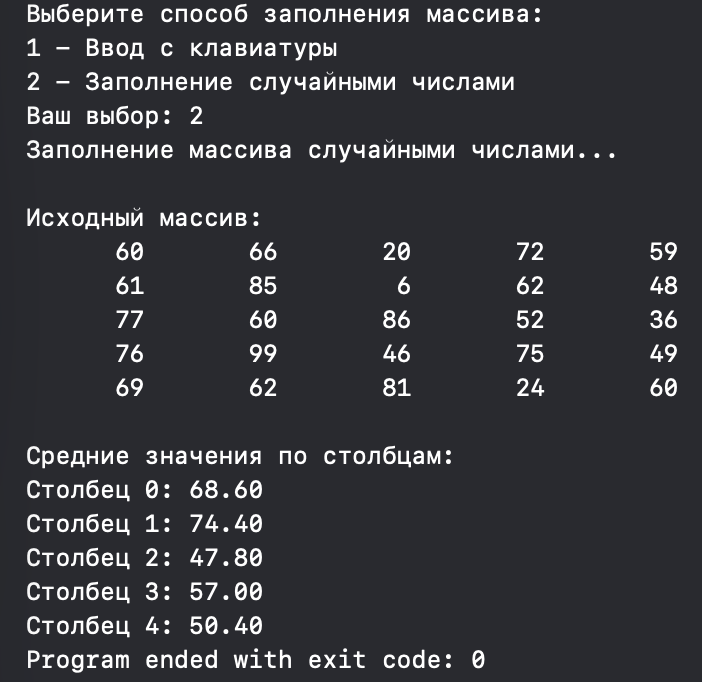 Выберите способ заполнения массива:
1 – Ввод с клавиатуры
2 – Заполнение случайными числами
Ваш выбор: 2
Заполнение массива случайными числами...
Исходный массив:
60 66 20 72 59
61 85 6 62 48
77 60 86 52 36
76 99 46 75 49
69 62 81 24 60
Средние значения по столбцам:
Столбец 0: 68.60
Столбец 1: 74.40
Столбец 2: 47.80
Столбец 3: 57.00
Столбец 4: 50.40
Program ended with exit code: 0